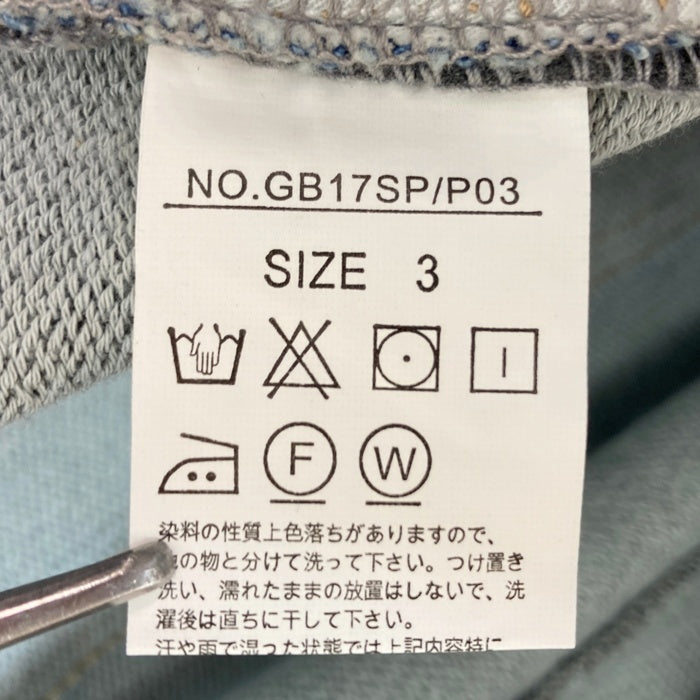 NO.GB17SP/P03
SIZE 3
F W
染料の性質上色落ちがありますので、
の物と分けて洗って下さい。つけ置き
洗い、濡れたままの放置はしないで、洗
濯後は直ちに干して下さい。
汗や雨で湿った状態では上記内容特に